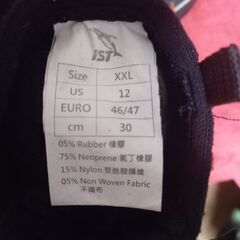 IST
Size XXL
US 12
EURO 46/47
cm 30
05% Rubber 橡膠
75% Neoprene 氯丁橡膠
15% Nylon 聚醯胺纖維
05% Non Woven Fabric
不織布